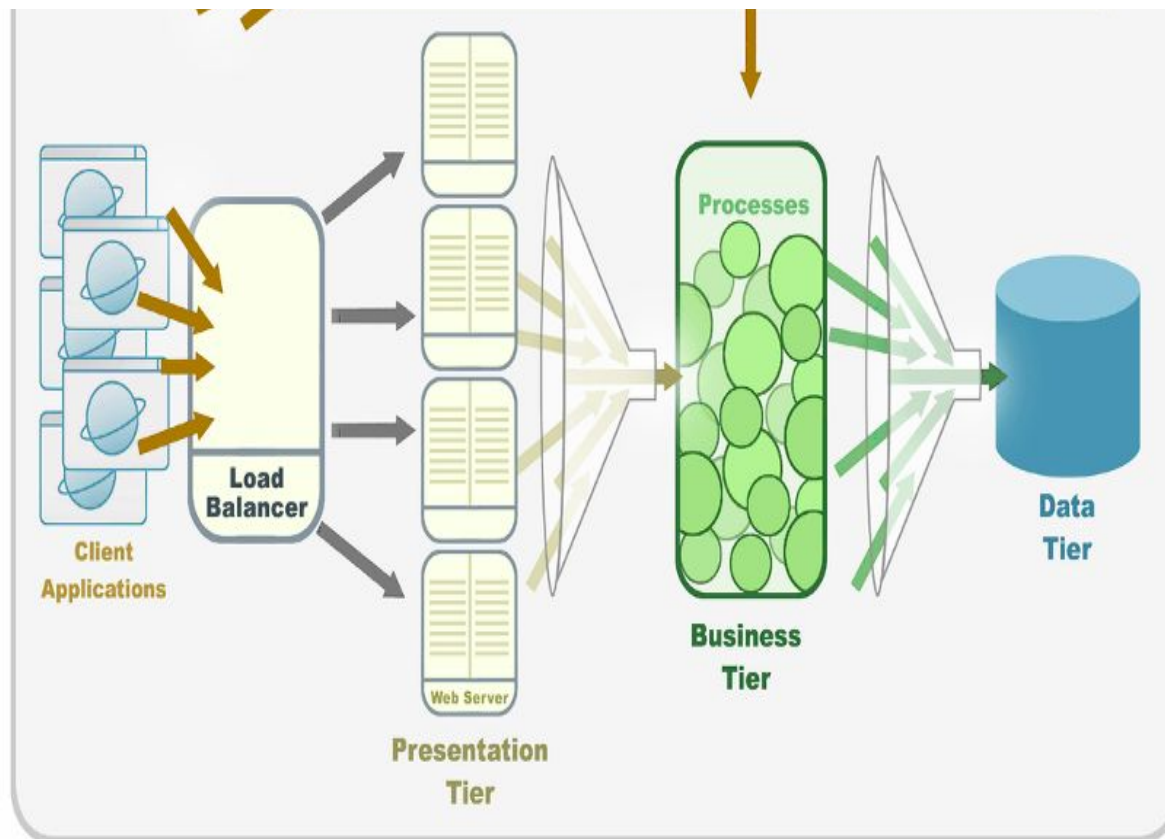 Processes
Load
Balancer
Client
Applications
Data
Tier
Business
Tier
Web Server
Presentation
Tier